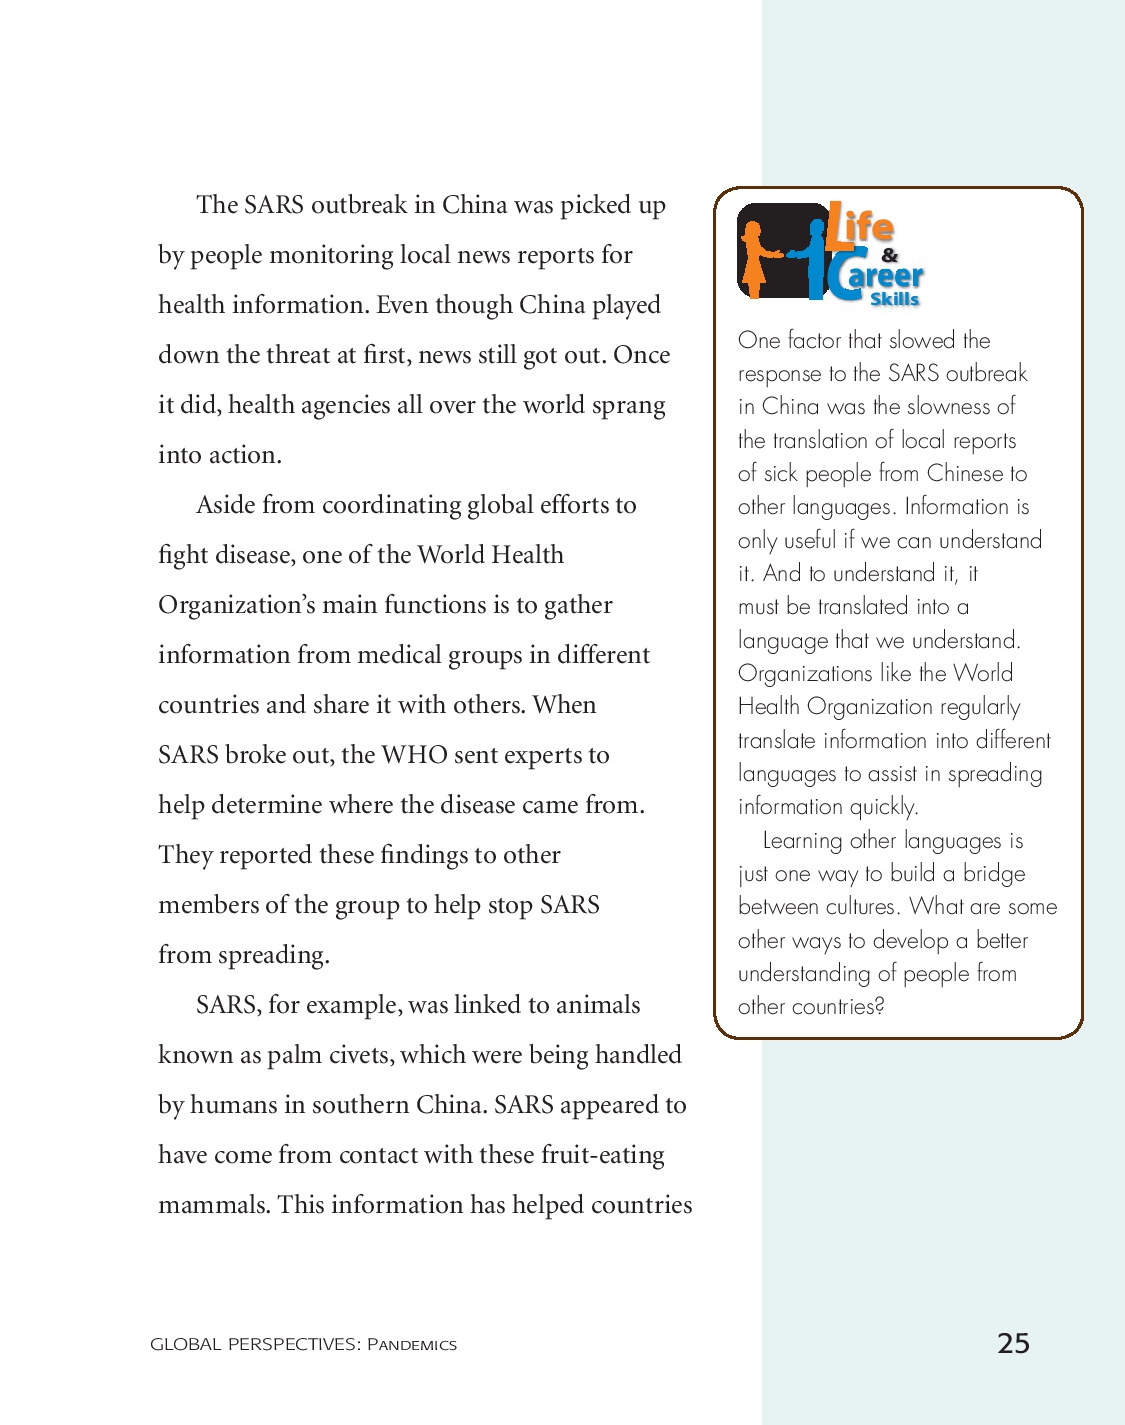 The SARS outbreak in China was picked up
by people monitoring local news reports for
health information. Even though China played
down the threat at first, news still got out. Once
it did, health agencies all over the world sprang
into action.
Aside from coordinating global efforts to
fight disease, one of the World Health
Organization’s main functions is to gather
information from medical groups in different
countries and share it with others. When
SARS broke out, the WHO sent experts to
help determine where the disease came from.
They reported these findings to other
members of the group to help stop SARS
from spreading.
SARS, for example, was linked to animals
known as palm civets, which were being handled
by humans in southern China. SARS appeared to
have come from contact with these fruit-eating
mammals. This information has helped countries
Life
&
Career
Skills
One factor that slowed the
response to the SARS outbreak
in China was the slowness of
the translation of local reports
of sick people from Chinese to
other languages. Information is
only useful if we can understand
it. And to understand it, it
must be translated into a
language that we understand.
Organizations like the World
Health Organization regularly
translate information into different
languages to assist in spreading
information quickly.
Learning other languages is
just one way to build a bridge
between cultures. What are some
other ways to develop a better
understanding of people from
other countries?
GLOBAL PERSPECTIVES: PANDEMICS
25